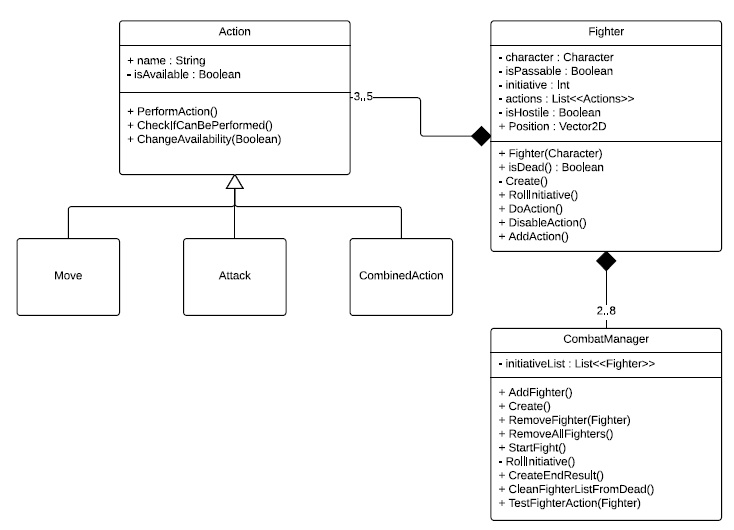 Action
+ name : String
- isAvailable : Boolean
+ PerformAction()
+ CheckIfCanBePerformed()
+ ChangeAvailability(Boolean)
3..5
Fighter
- character : Character
- isPassable : Boolean
- initiative : Int
- actions : List<<Actions>>
- isHostile : Boolean
+ Position : Vector2D
+ Fighter(Character)
+ isDead() : Boolean
- Create()
+ RollInitiative()
+ DoAction()
+ DisableAction()
+ AddAction()
Move
Attack
CombinedAction
2..8
CombatManager
- initiativeList : List<<Fighter>>
+ AddFighter()
+ Create()
+ RemoveFighter(Fighter)
+ RemoveAllFighters()
+ StartFight()
- RollInitiative()
+ CreateEndResult()
+ CleanFighterListFromDead()
+ TestFighterAction(Fighter)